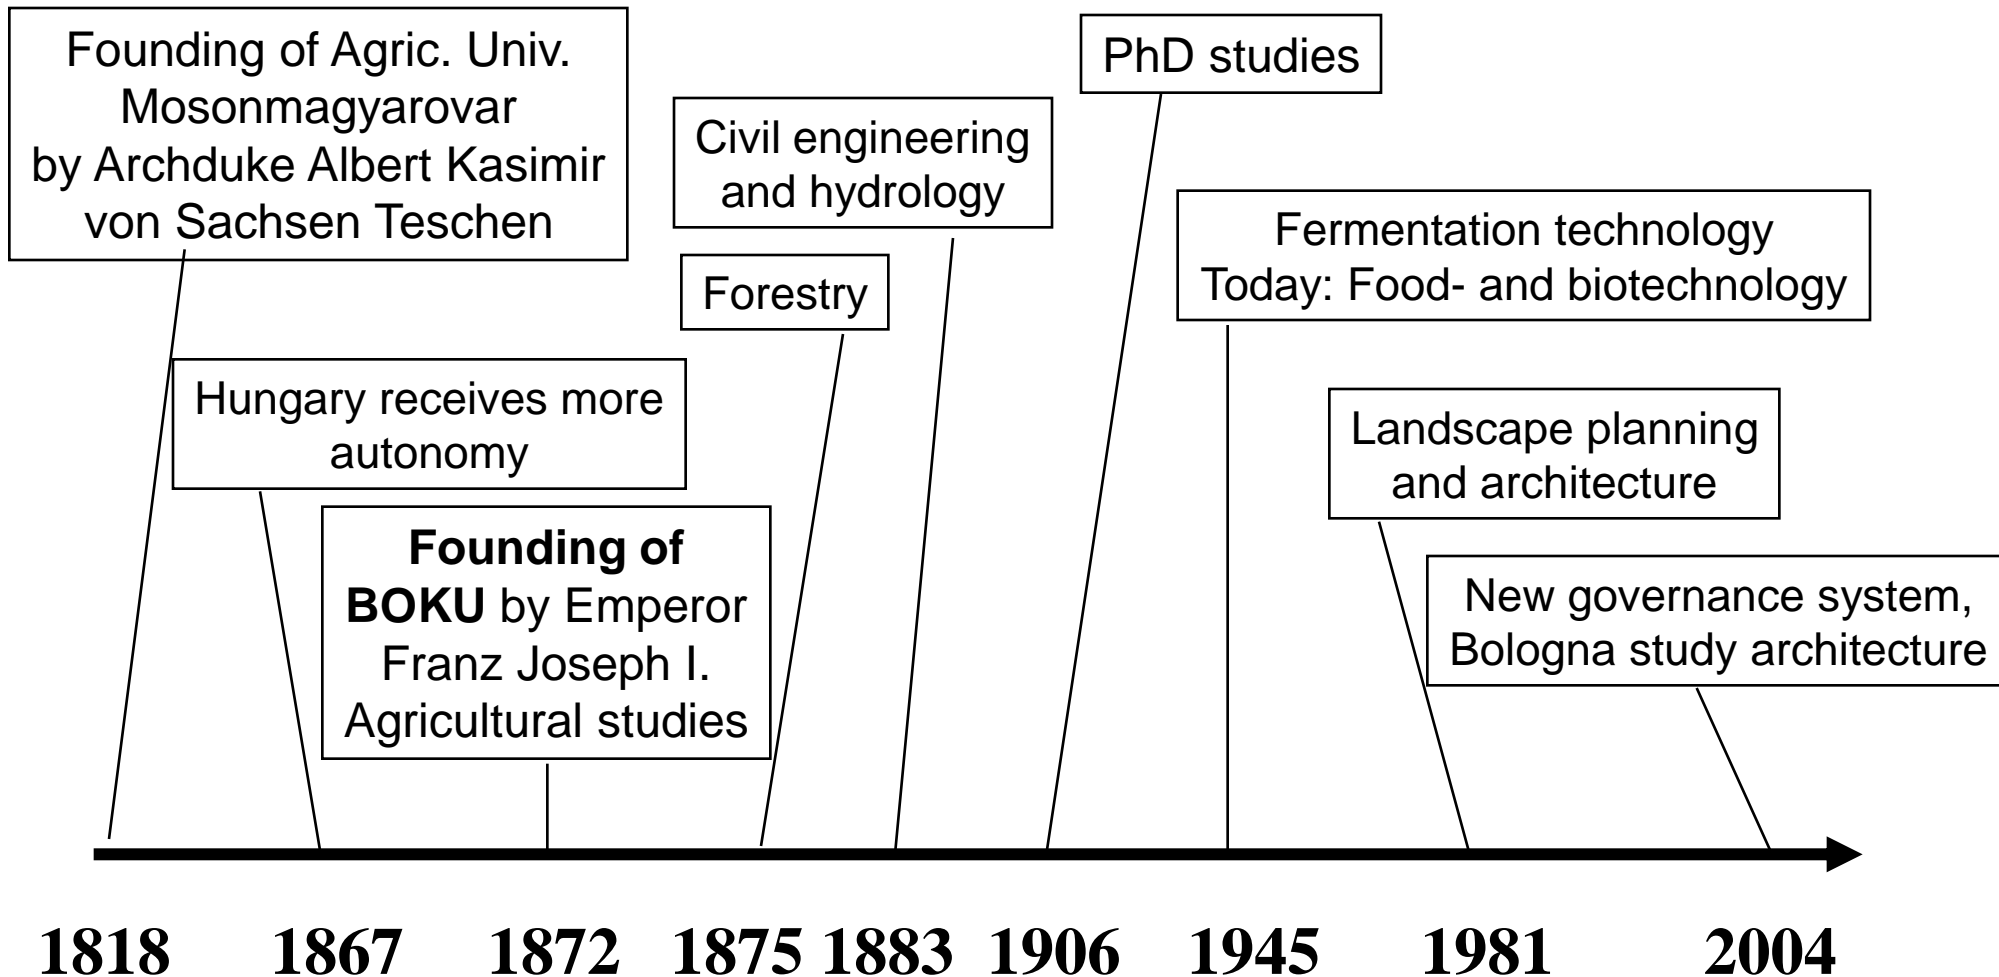 Founding of Agric. Univ.
Mosonmagyarovar
by Archduke Albert Kasimir
von Sachsen Teschen
PhD studies
Civil engineering
and hydrology
Forestry
Fermentation technology
Today: Food- and biotechnology
Hungary receives more
autonomy
Landscape planning
and architecture
Founding of
BOKU by Emperor
Franz Joseph I.
Agricultural studies
New governance system,
Bologna study architecture
1818 1867 1872 1875 1883 1906 1945 1981 2004